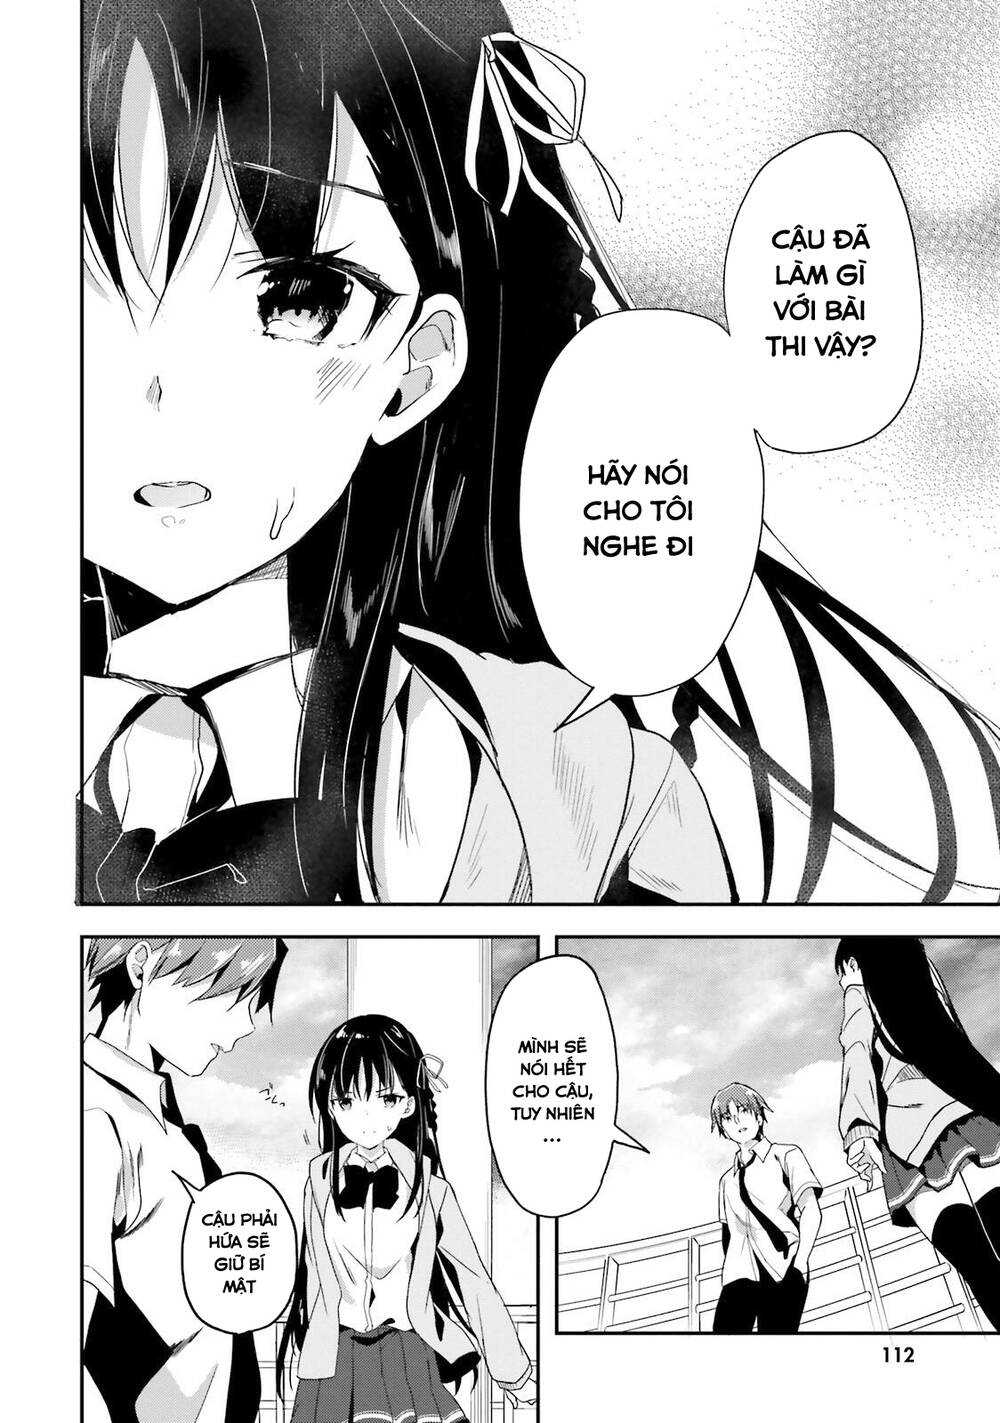 CẬU ĐÃ
LÀM GÌ
VỚI BÀI
THI VẬY?
HÃY NÓI
CHO TÔI
NGHE ĐI
MÌNH SẼ
NÓI HẾT
CHO CẬU,
TUY NHIÊN
...
CẬU PHẢI
HỨA SẼ
GIỮ BÍ
MẬT
112